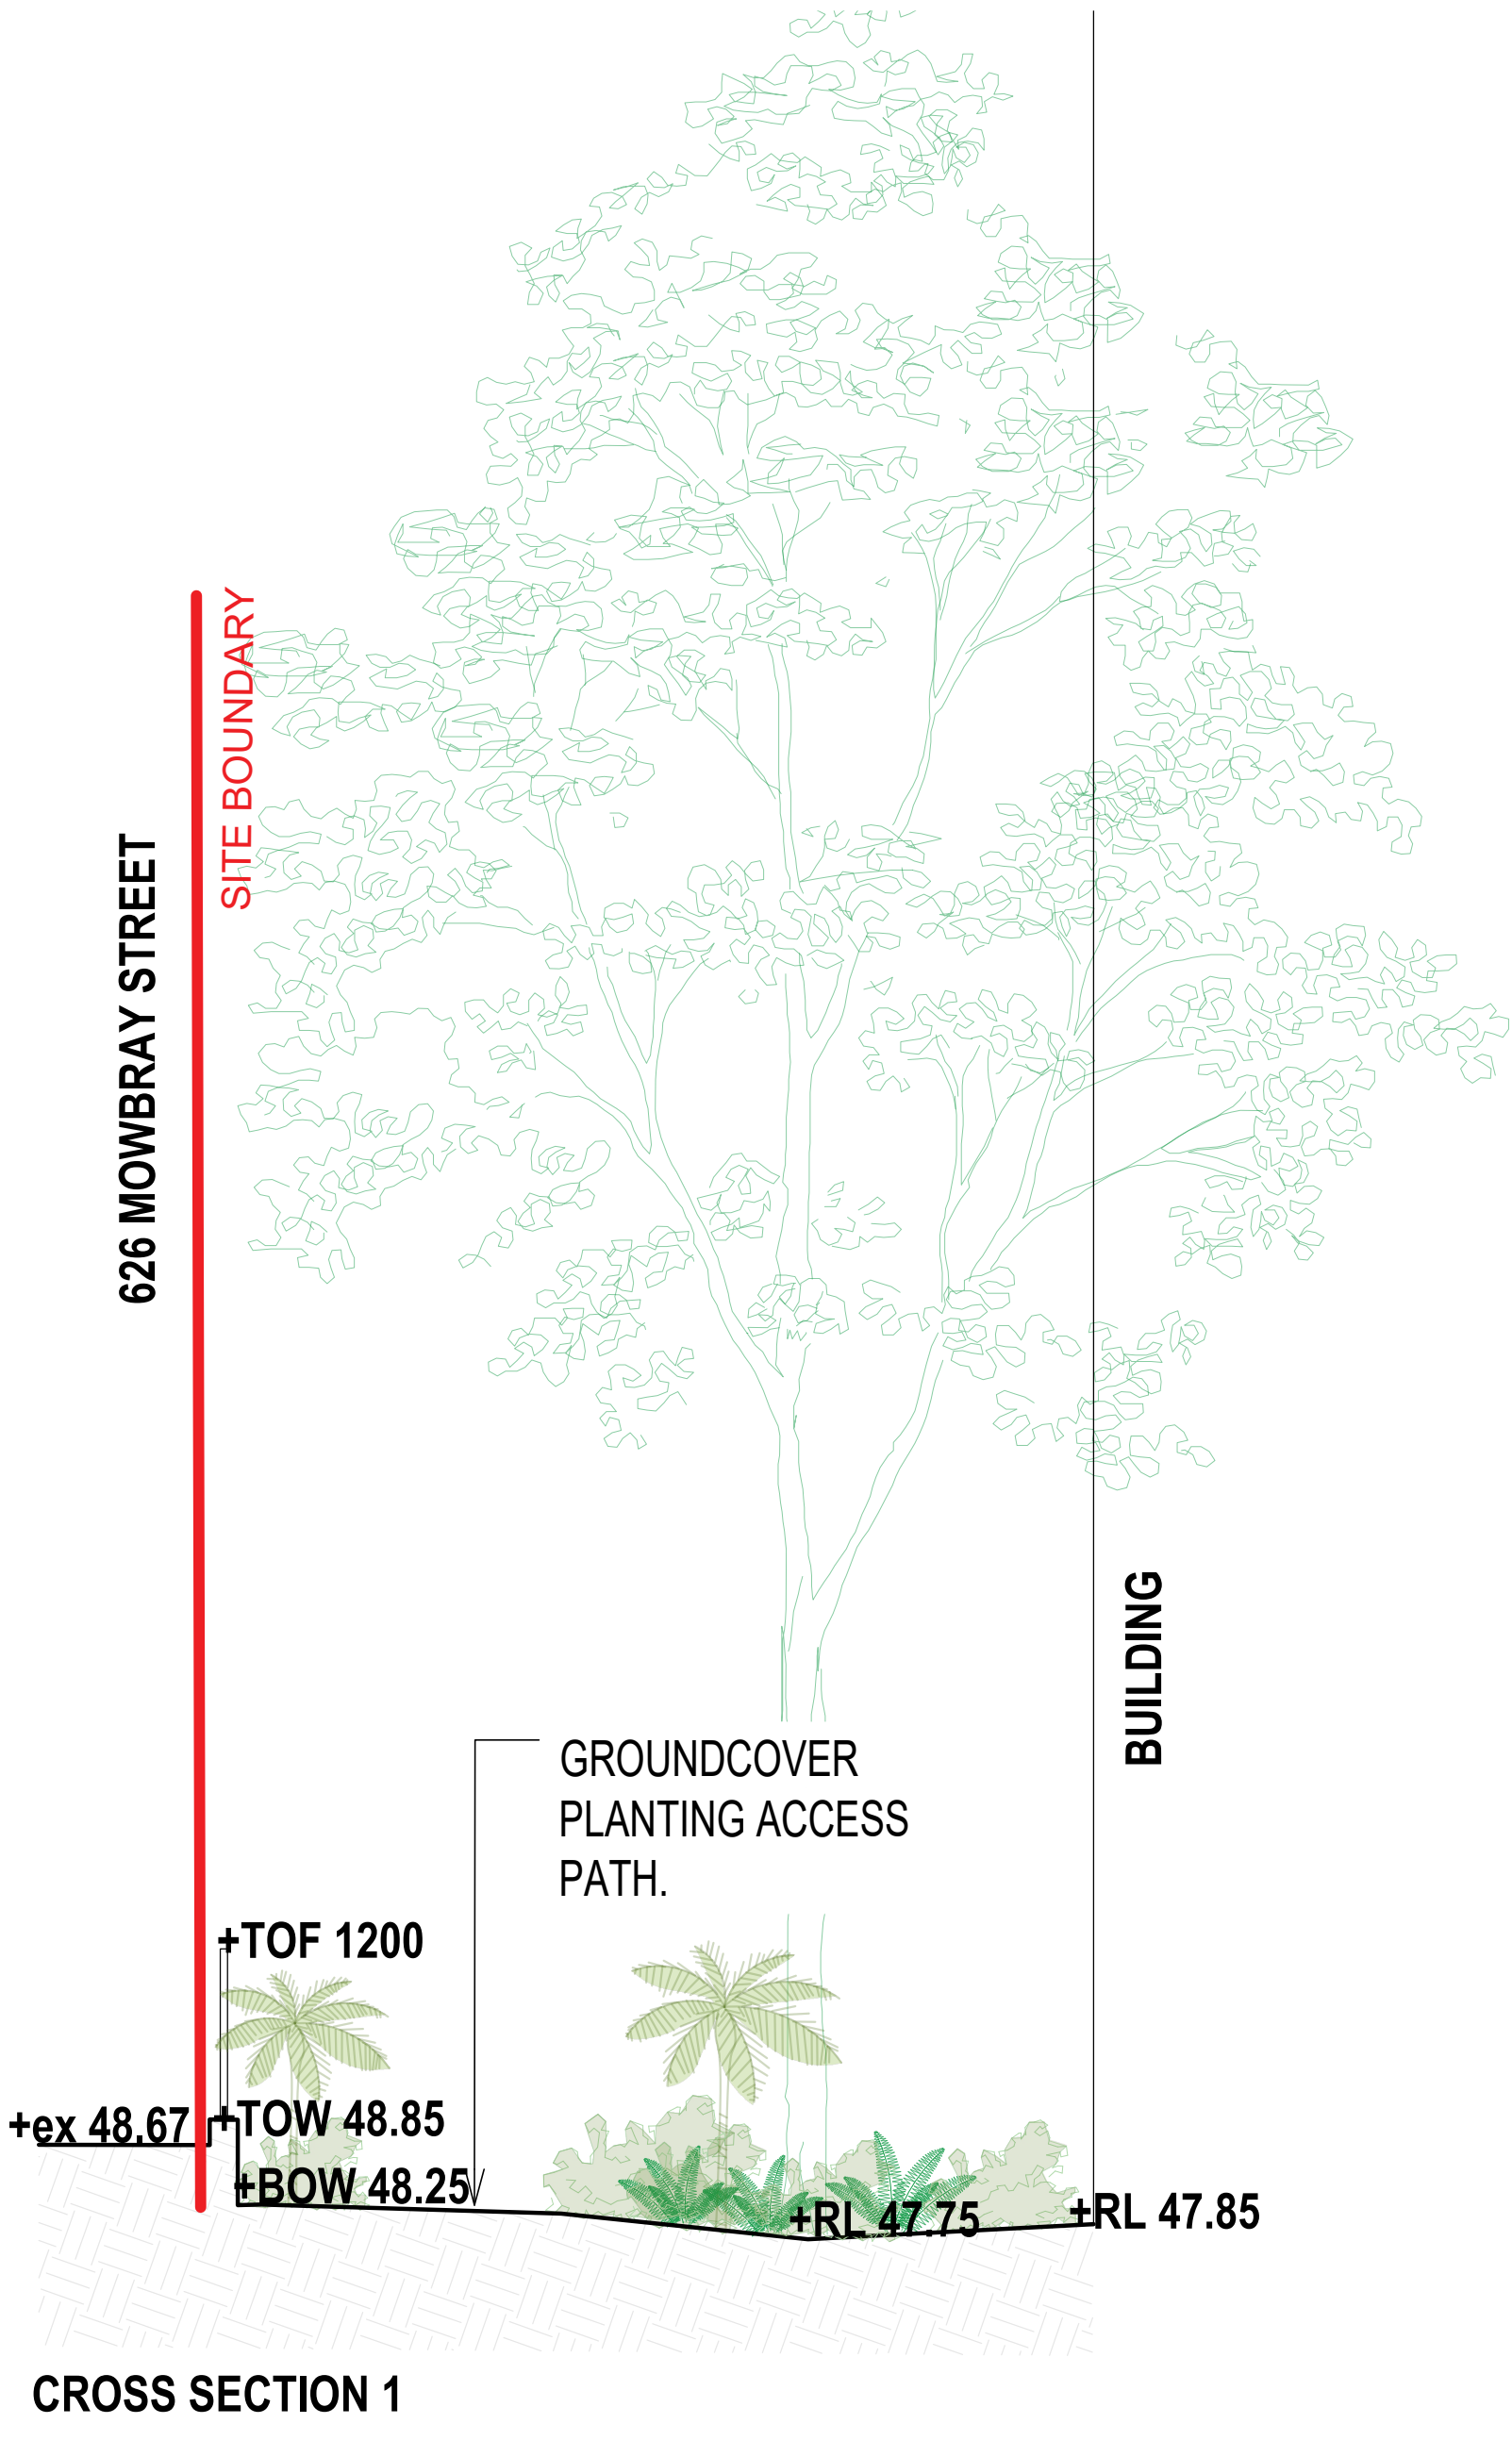 SITE BOUNDARY
626 MOWBRAY STREET
BUILDING
GROUNDCOVER
PLANTING ACCESS
PATH.
+TOF 1200
+ex 48.67
+TOW 48.85
+BOW 48.25
+RL 47.75
+RL 47.85
CROSS SECTION 1